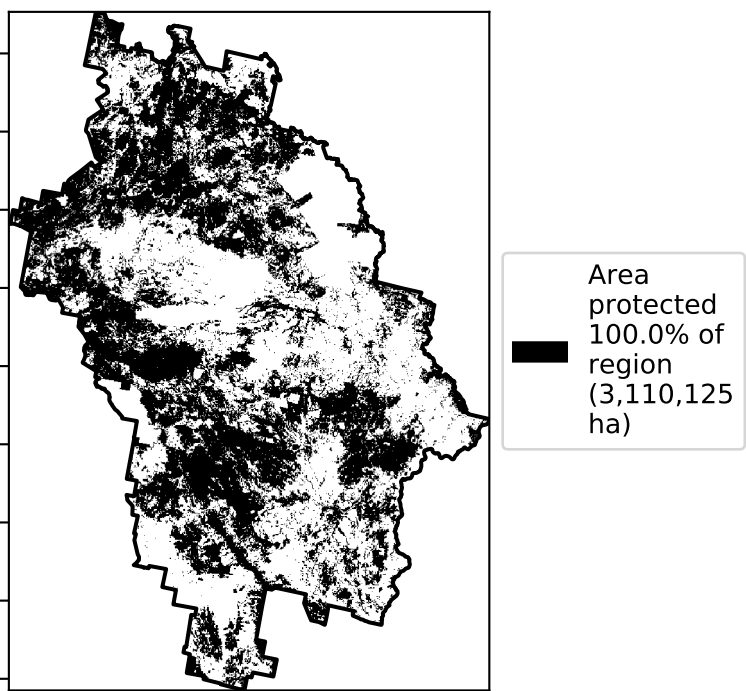 Area
protected
100.0% of
region
(3,110,125
ha)